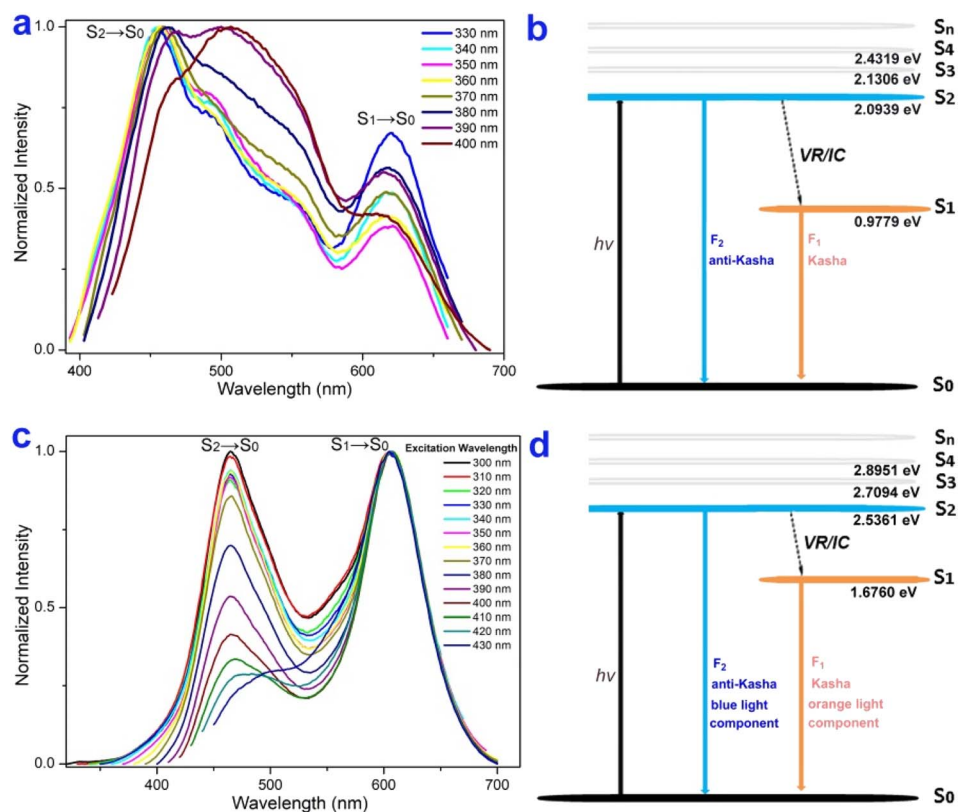 a
S2→S0
S1→S0
330 nm
340 nm
350 nm
360 nm
370 nm
380 nm
390 nm
400 nm
1.0
0.5
0.0
Normalized Intensity
400
500
600
700
Wavelength (nm)
b
Sn
S4
2.4319 eV
S3
2.1306 eV
S2
2.0939 eV
VR/IC
S1
0.9779 eV
hv
F2
anti-Kasha
F1
Kasha
S0
c
S2→S0
S1→S0
Excitation Wavelength
300 nm
310 nm
320 nm
330 nm
340 nm
350 nm
360 nm
370 nm
380 nm
390 nm
400 nm
410 nm
420 nm
430 nm
1.0
0.5
0.0
Normalized Intensity
400
500
600
700
Wavelength (nm)
d
Sn
S4
2.8951 eV
S3
2.7094 eV
S2
2.5361 eV
VR/IC
S1
1.6760 eV
hv
F2
anti-Kasha
blue light
component
F1
Kasha
orange light
component
S0